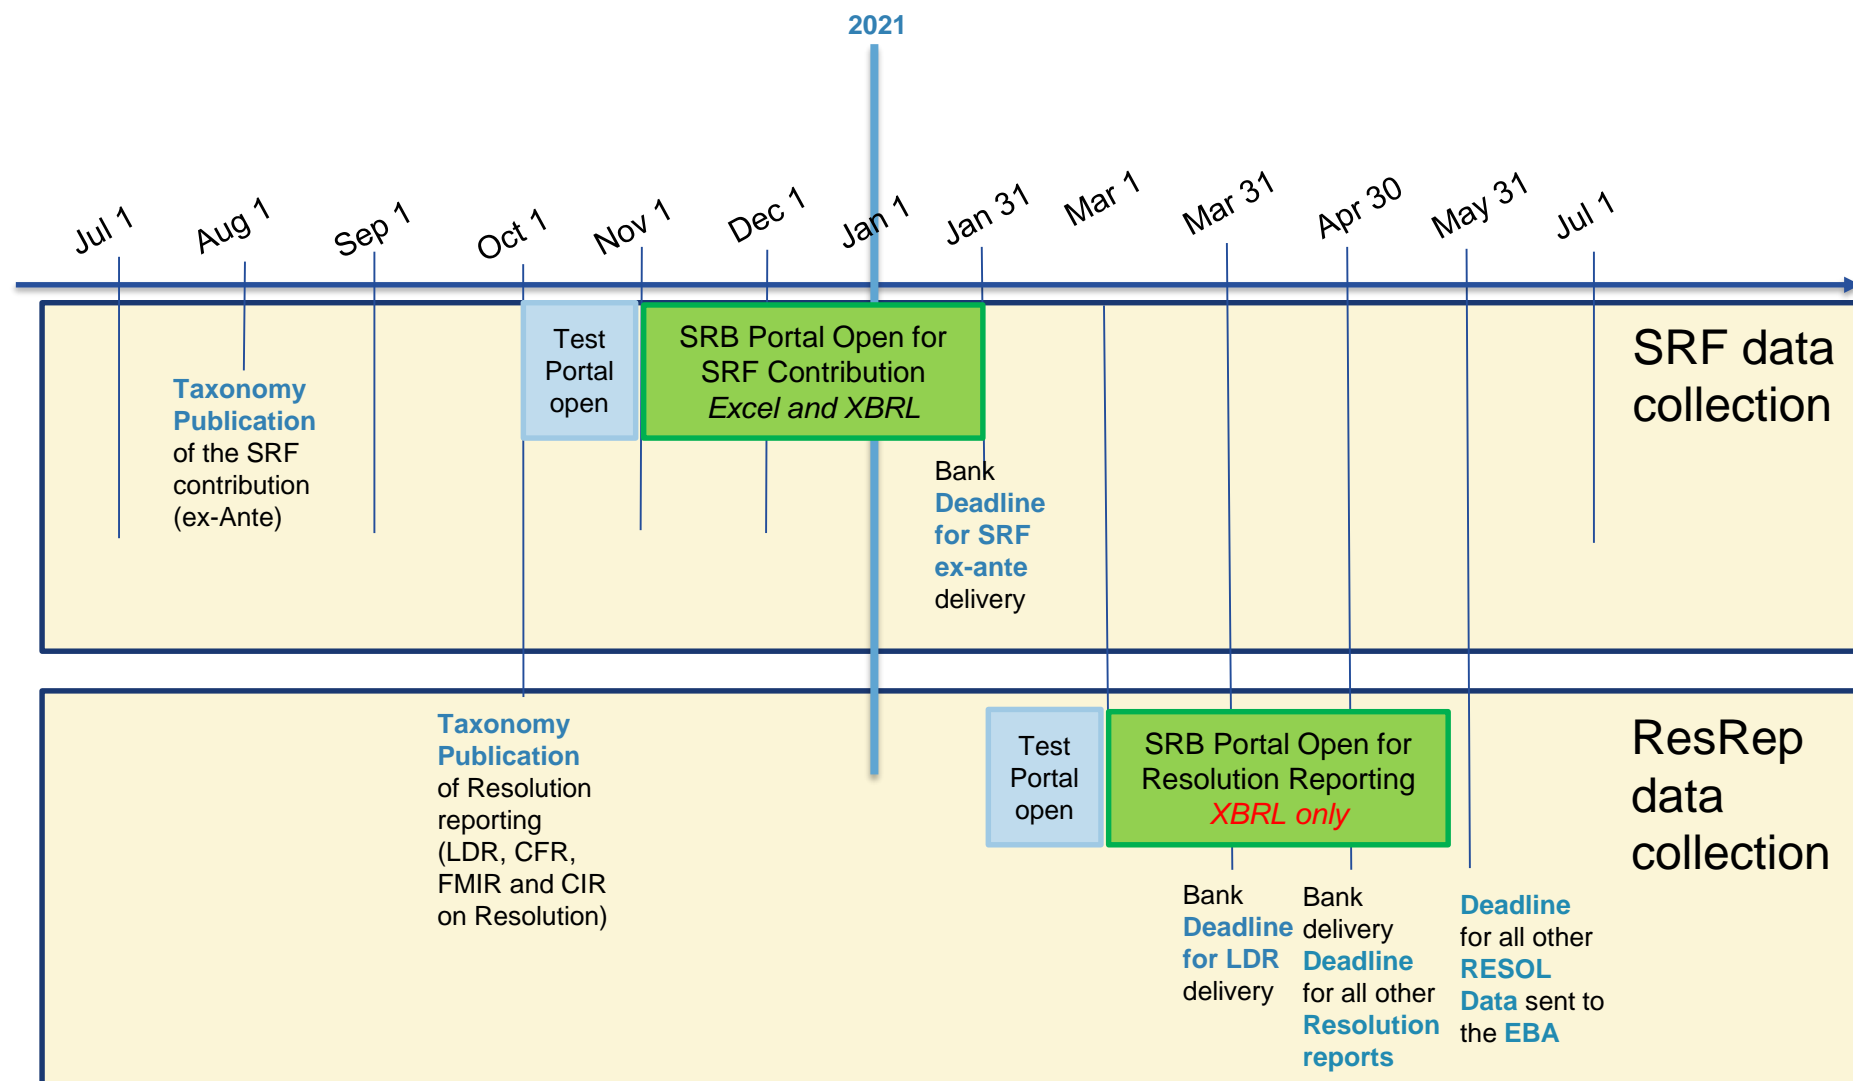 2021
Jul 1
Aug 1
Sep 1
Oct 1
Nov 1
Dec 1
Jan 1
Jan 31
Mar 1
Mar 31
Apr 30
May 31
Jul 1
Taxonomy
Publication
of the SRF
contribution
(ex-Ante)
Test
Portal
open
SRB Portal Open for
SRF Contribution
Excel and XBRL
Bank
Deadline
for SRF
ex-ante
delivery
SRF data
collection
Taxonomy
Publication
of Resolution
reporting
(LDR, CFR,
FMIR and CIR
on Resolution)
Test
Portal
open
SRB Portal Open for
Resolution Reporting
XBRL only
Bank
Deadline
for LDR
delivery
Bank
delivery
Deadline
for all other
Resolution
reports
Deadline
for all other
RESOL
Data sent to
the EBA
ResRep
data
collection